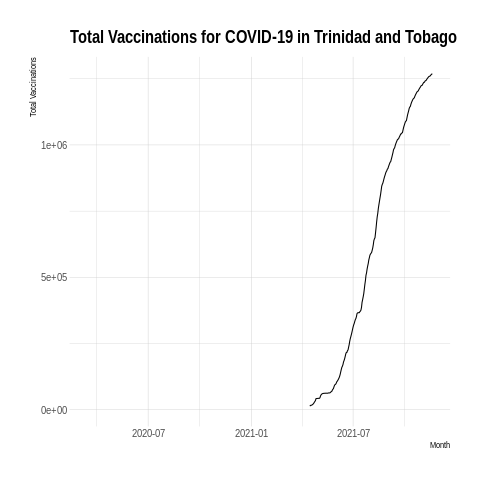 Total Vaccinations for COVID-19 in Trinidad and Tobago
Total Vaccinations
1e+06
5e+05
0e+00
2020-07 2021-01 2021-07
Month